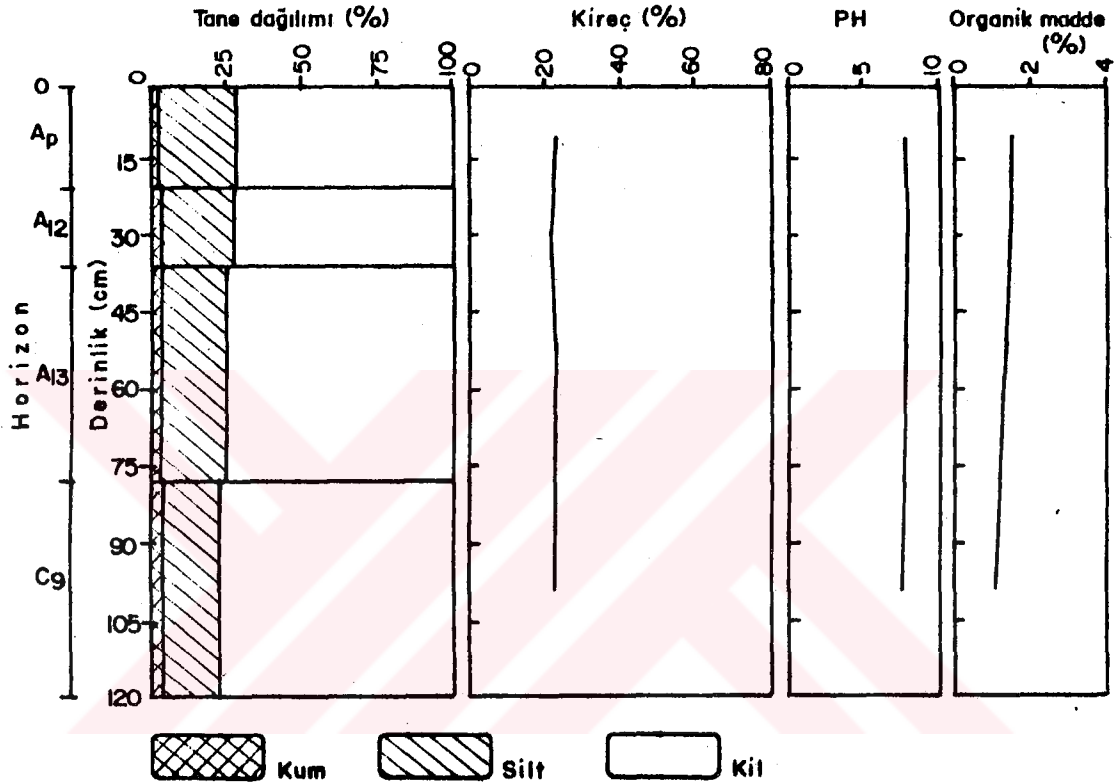 Tane dağılımı (%)
Kireç (%)
PH
Organik madde
(%)
0 25 50 75 100
0 20 40 60 80
0 5 10
0 2 4
Horizon
Ap
A12
A13
Cg
Derinlik (cm)
0
15
30
45
60
75
90
105
120
Kum
Silt
Kil